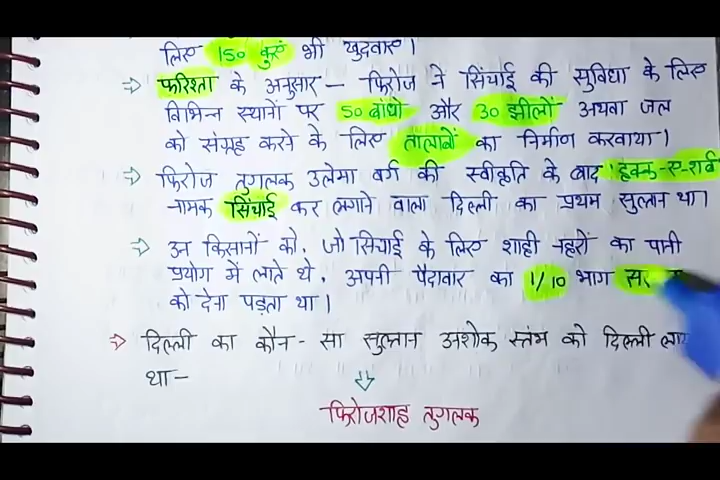 लिए 150 कुएं भी खुदवाए।
⇒ फरिश्ता के अनुसार – फिरोज ने सिंचाई की सुविधा के लिए
विभिन्न स्थानों पर 50 बांधो और 30 झीलों अथवा जल
को संग्रह करने के लिए तालाबों का निर्माण करवाया।
⇒ फिरोज तुगलक उलेमा वर्ग की स्वीकृति के बाद 'हक्क-ए-शर्ब
नामक सिंचाई कर लगाने वाला दिल्ली का प्रथम सुल्तान था।
⇒ उन किसानों को, जो सिंचाई के लिए शाही नहरों का पानी
प्रयोग में लाते थे, अपनी पैदावार का 1/10 भाग
को देना पड़ता था।
⇒ दिल्ली का कौन-सा सुल्तान अशोक स्तंभ को दिल्ली
था–
⇓
फिरोजशाह तुगलक